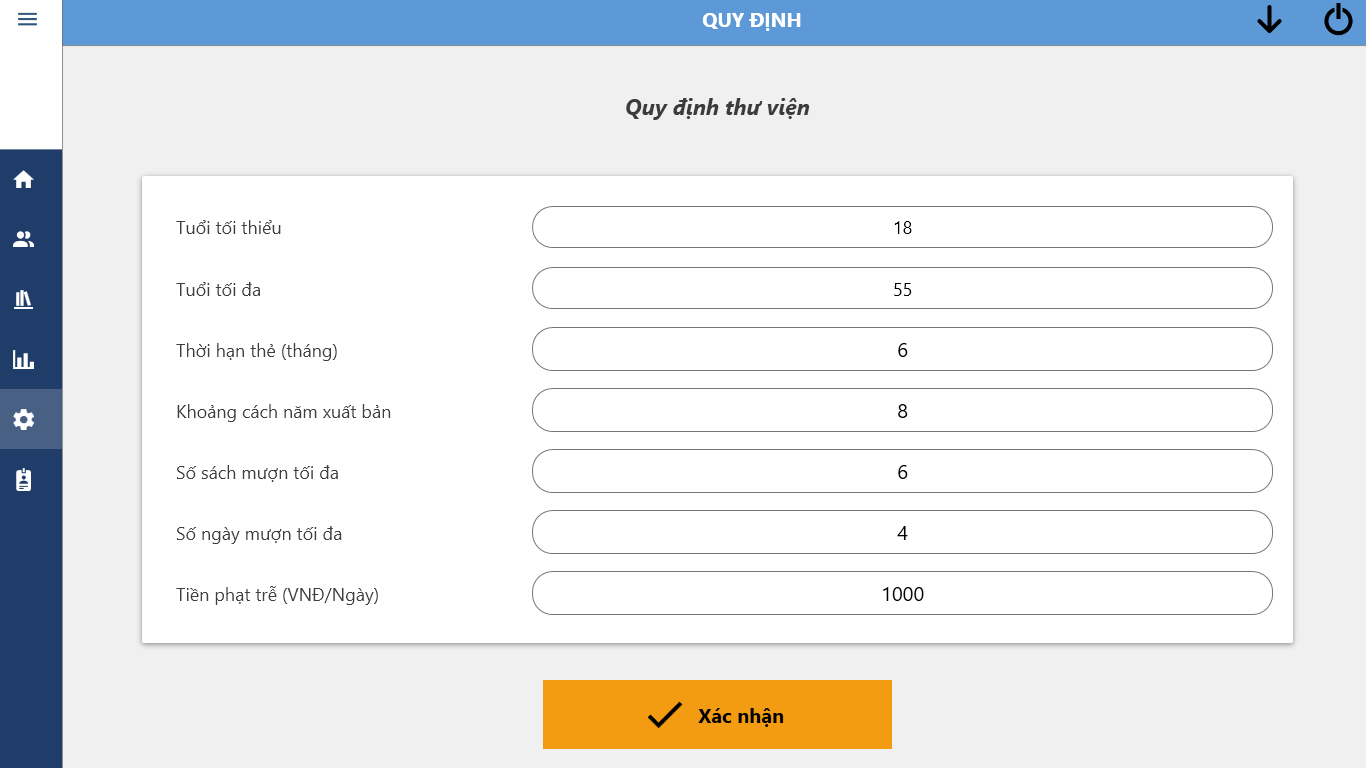 QUY ĐỊNH
Quy định thư viện
Tuổi tối thiểu 18
Tuổi tối đa 55
Thời hạn thẻ (tháng) 6
Khoảng cách năm xuất bản 8
Số sách mượn tối đa 6
Số ngày mượn tối đa 4
Tiền phạt trễ (VNĐ/Ngày) 1000
Xác nhận